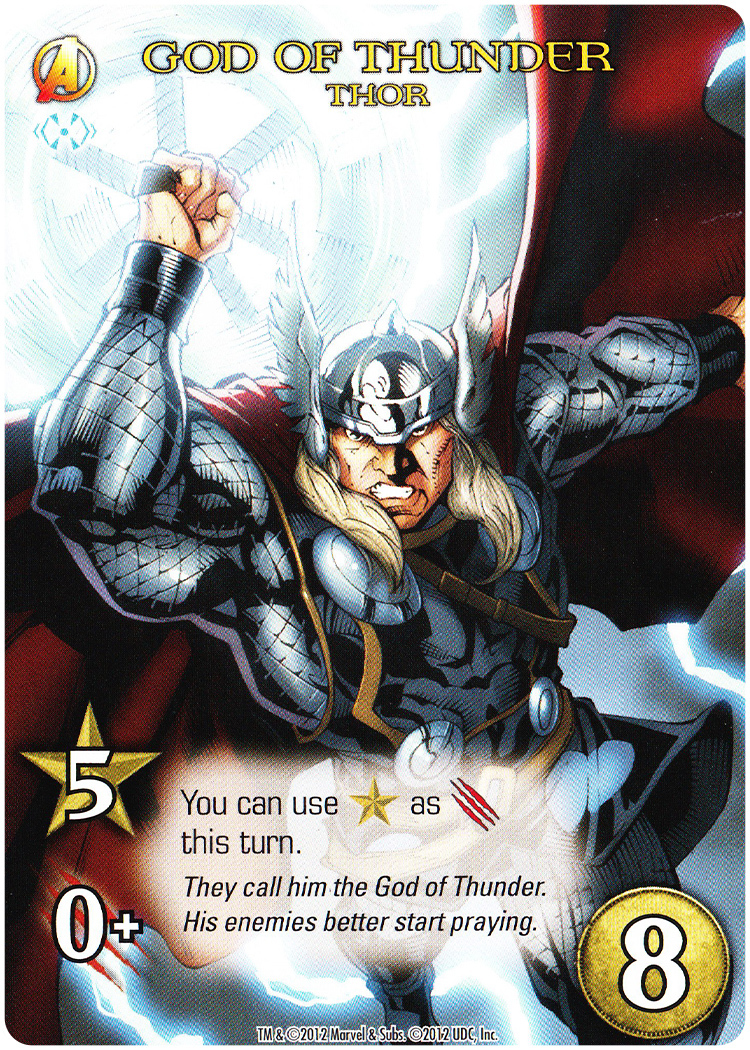 GOD OF THUNDER
THOR
5
You can use as
this turn.
They call him the God of Thunder.
His enemies better start praying.
0+
8
TM & ©2012 Marvel & Subs. ©2012 UDC, Inc.